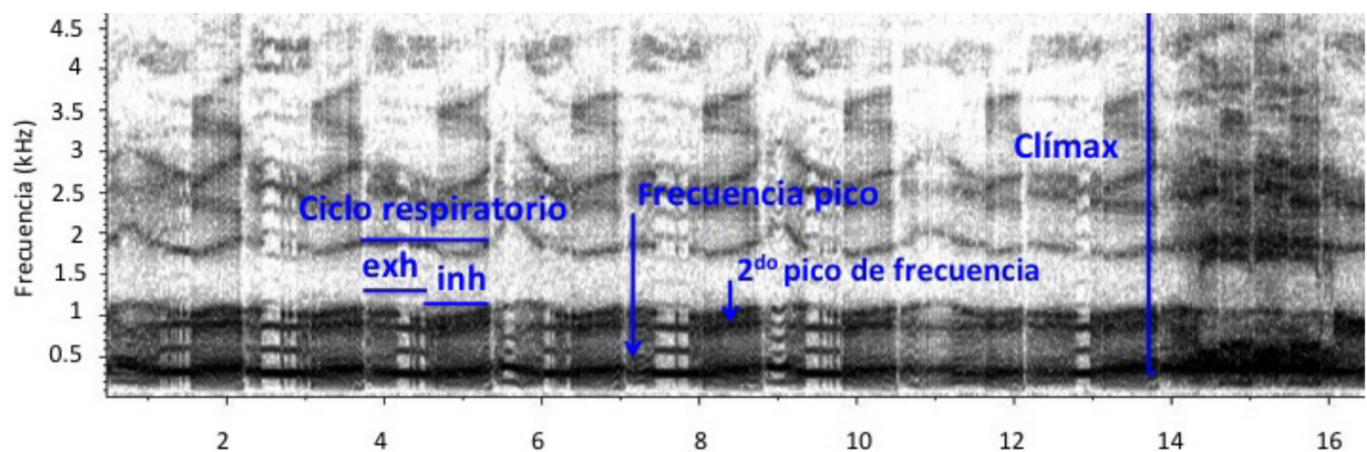 Frecuencia (kHz)
4.5
4
3.5
3
2.5
2
1.5
1
0.5
Clímax
Frecuencia pico
Ciclo respiratorio
exh
inh
2do pico de frecuencia
2 4 6 8 10 12 14 16